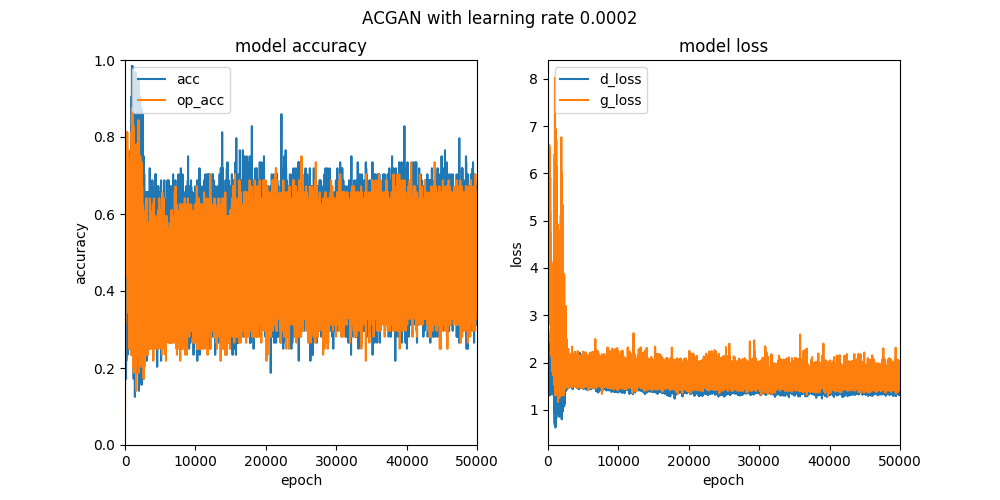 ACGAN with learning rate 0.0002
model accuracy
acc
op_acc
1.0
0.8
0.6
0.4
0.2
0.0
accuracy
0 10000 20000 30000 40000 50000
epoch
model loss
d_loss
g_loss
8
7
6
5
4
3
2
1
loss
0 10000 20000 30000 40000 50000
epoch